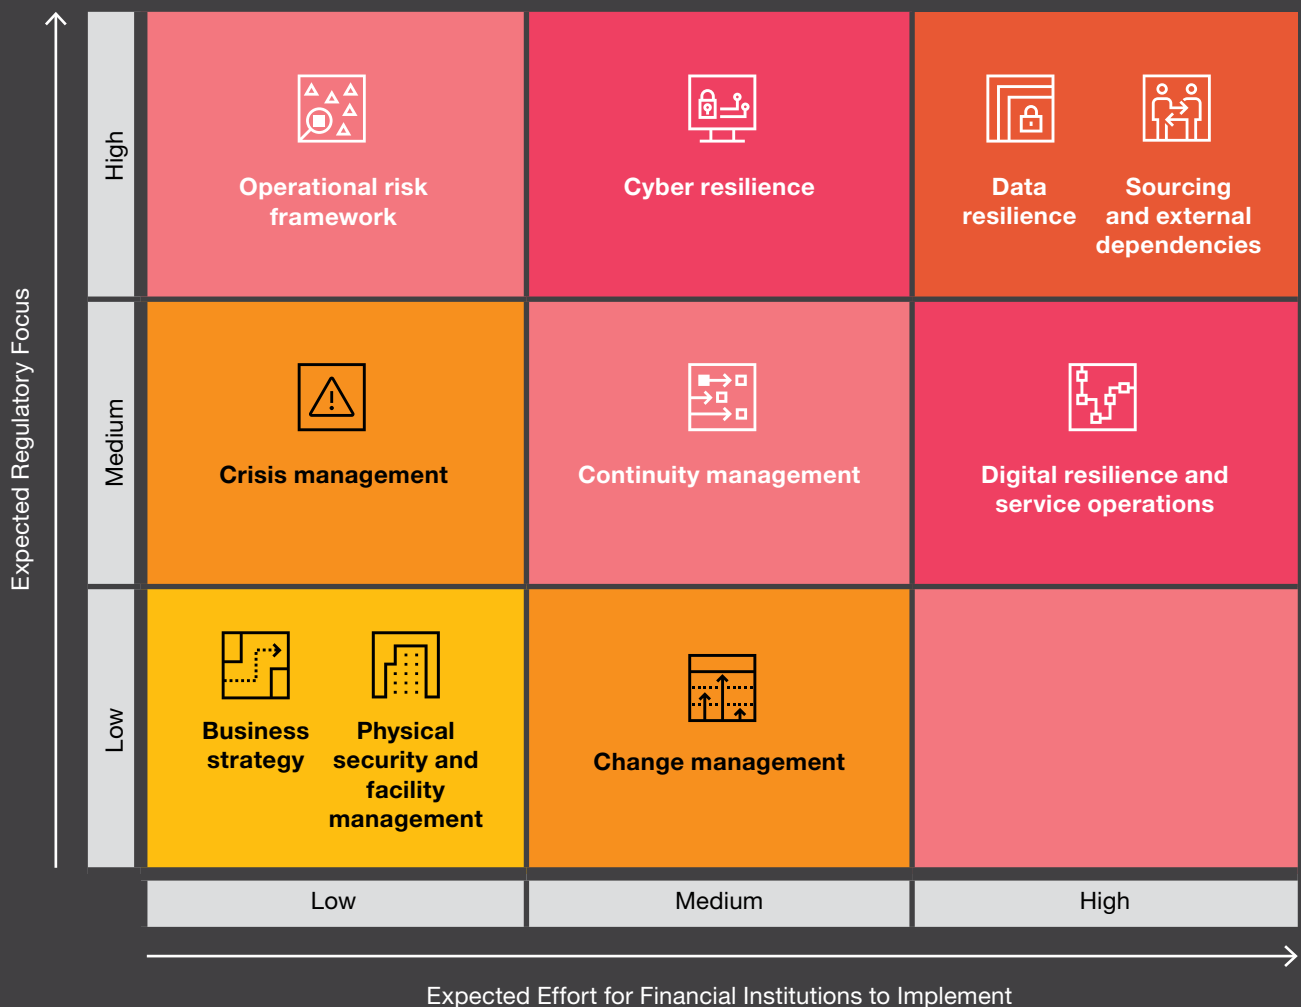 Expected Regulatory Focus
High
Operational risk
framework
Cyber resilience
Data
resilience
Sourcing
and external
dependencies
Medium
Crisis management
Continuity management
Digital resilience and
service operations
Low
Business
strategy
Physical
security and
facility
management
Change management
Low
Medium
High
Expected Effort for Financial Institutions to Implement